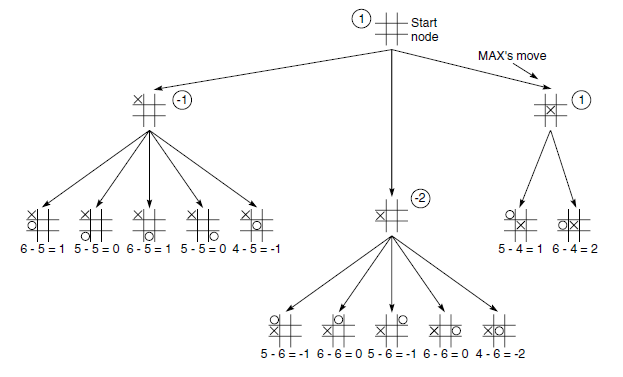 1
Start
node
MAX's move
-1
1
-2
6 - 5 = 1 5 - 5 = 0 6 - 5 = 1 5 - 5 = 0 4 - 5 = -1
5 - 4 = 1 6 - 4 = 2
5 - 6 = -1 6 - 6 = 0 5 - 6 = -1 6 - 6 = 0 4 - 6 = -2